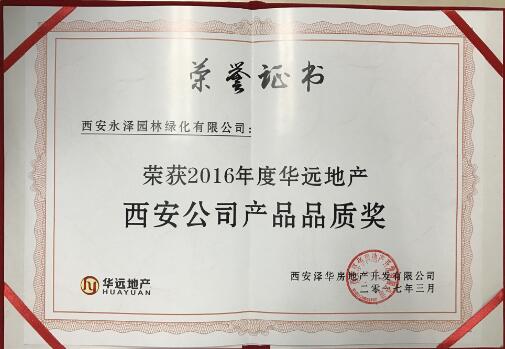 荣誉证书
西安永泽园林绿化有限公司：
荣获2016年度华远地产
西安公司产品品质奖
华远地产
HUAYUAN
西安泽华房地产开发有限公司
二〇一七年三月